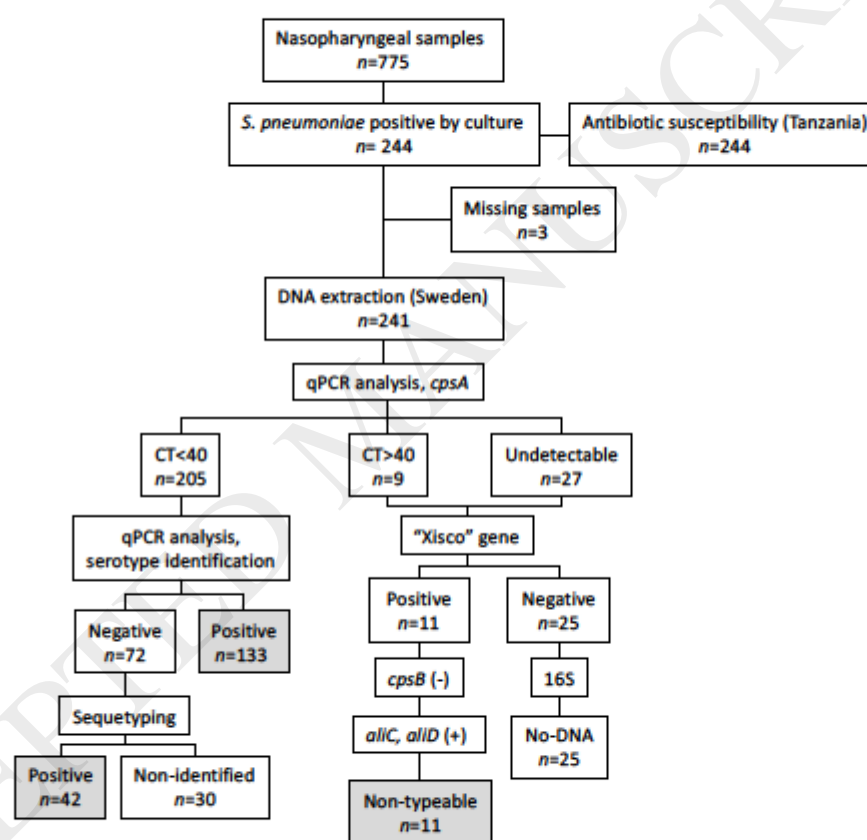 Nasopharyngeal samples
n=775
S. pneumoniae positive by culture
n= 244
Antibiotic susceptibility (Tanzania)
n=244
Missing samples
n=3
DNA extraction (Sweden)
n=241
qPCR analysis, cpsA
CT<40
n=205
CT>40
n=9
Undetectable
n=27
qPCR analysis,
serotype identification
"Xisco" gene
Negative
n=72
Positive
n=133
Positive
n=11
Negative
n=25
cpsB (-)
16S
Sequetyping
aliC, aliD (+)
No-DNA
n=25
Positive
n=42
Non-identified
n=30
Non-typeable
n=11
ERTED MANUSCRI